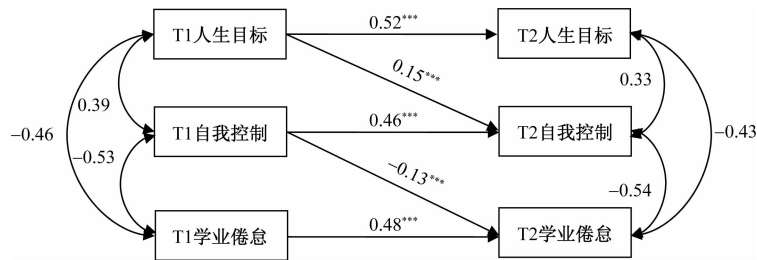 T1人生目标
0.52***
T2人生目标
0.15***
0.39
0.33
−0.46
T1自我控制
0.46***
T2自我控制
−0.43
−0.53
−0.13***
−0.54
T1学业倦怠
0.48***
T2学业倦怠